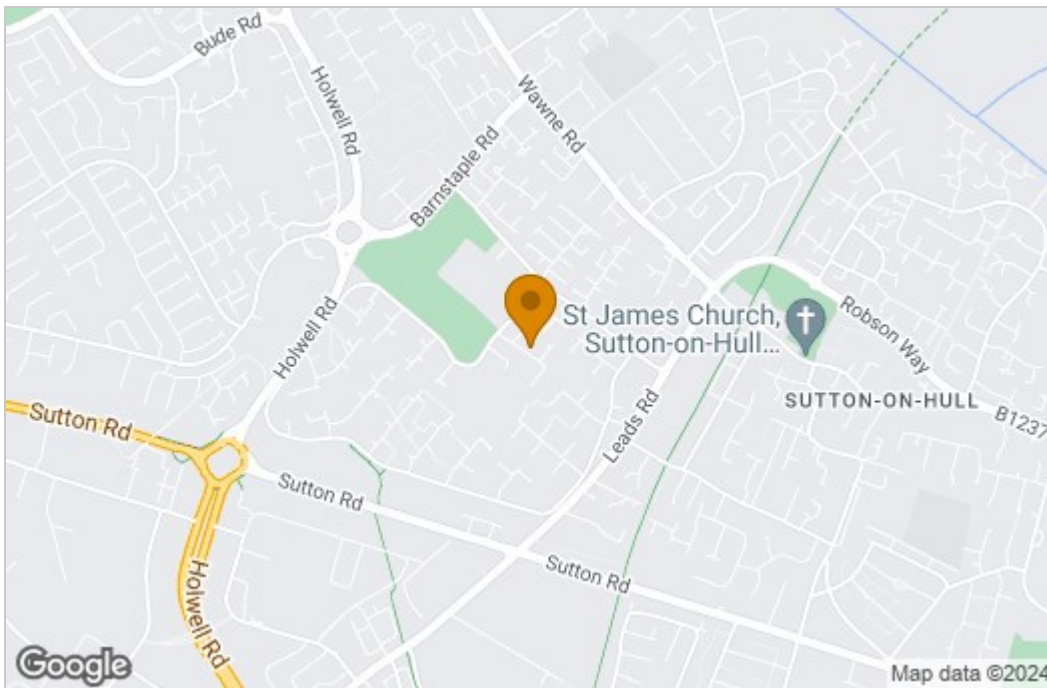 Bude Rd
Holwell Rd
Wawne Rd
Barnstaple Rd
Holwell Rd
St James Church,
Sutton-on-Hull...
Robson Way
SUTTON-ON-HULL
B1237
Sutton Rd
Leads Rd
Sutton Rd
Sutton Rd
Holwell Rd
Google
Map data ©2024